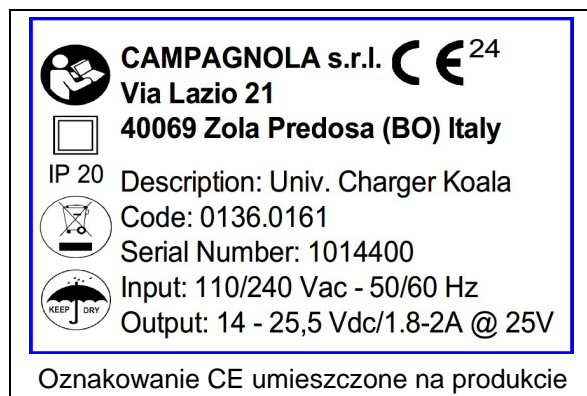 CAMPAGNOLA s.r.l. CE 24
Via Lazio 21
40069 Zola Predosa (BO) Italy
IP 20
Description: Univ. Charger Koala
Code: 0136.0161
Serial Number: 1014400
Input: 110/240 Vac - 50/60 Hz
KEEP DRY
Output: 14 - 25,5 Vdc/1.8-2A @ 25V
Oznakowanie CE umieszczone na produkcie